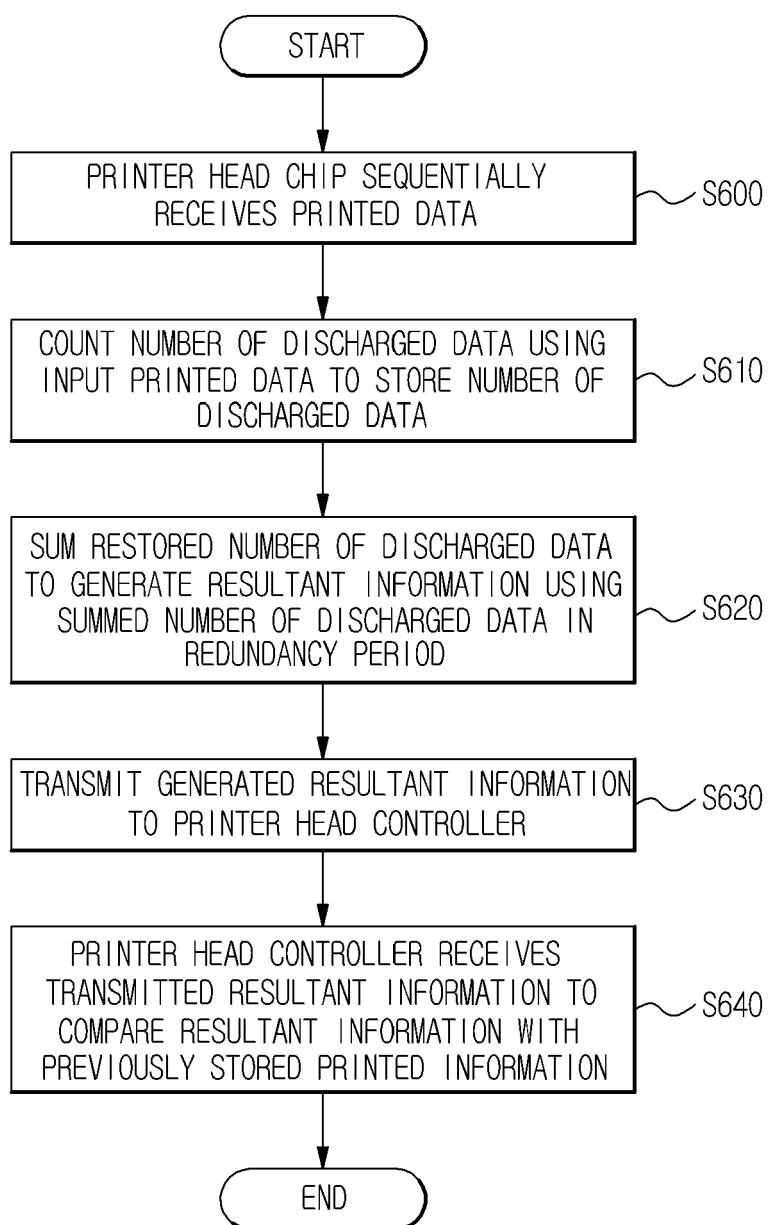 START
PRINTER HEAD CHIP SEQUENTIALLY
RECEIVES PRINTED DATA
S600
COUNT NUMBER OF DISCHARGED DATA USING
INPUT PRINTED DATA TO STORE NUMBER OF
DISCHARGED DATA
S610
SUM RESTORED NUMBER OF DISCHARGED DATA
TO GENERATE RESULTANT INFORMATION USING
SUMMED NUMBER OF DISCHARGED DATA IN
REDUNDANCY PERIOD
S620
TRANSMIT GENERATED RESULTANT INFORMATION
TO PRINTER HEAD CONTROLLER
S630
PRINTER HEAD CONTROLLER RECEIVES
TRANSMITTED RESULTANT INFORMATION TO
COMPARE RESULTANT INFORMATION WITH
PREVIOUSLY STORED PRINTED INFORMATION
S640
END